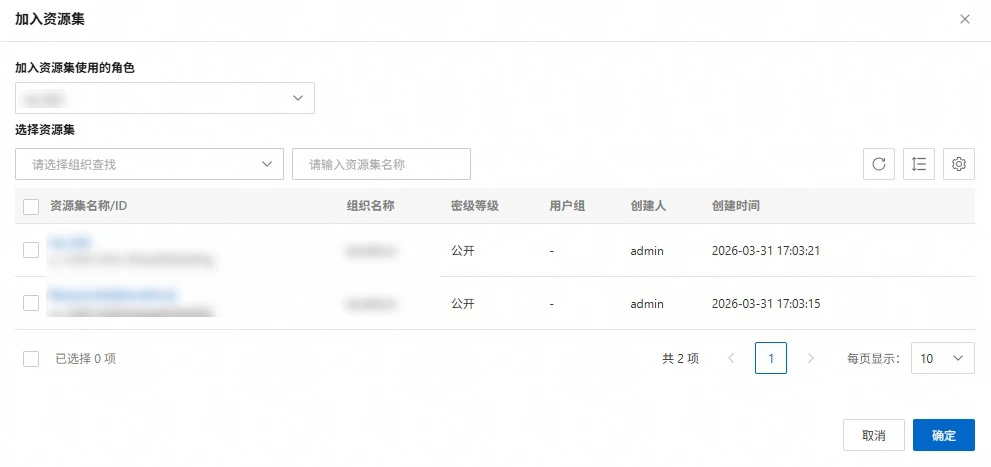 加入资源集
加入资源集使用的角色
选择资源集
请选择组织查找 请输入资源集名称
资源集名称/ID 组织名称 密级等级 用户组 创建人 创建时间
公开 - admin 2026-03-31 17:03:21
公开 - admin 2026-03-31 17:03:15
已选择 0 项 共 2 项 1 每页显示: 10
取消 确定